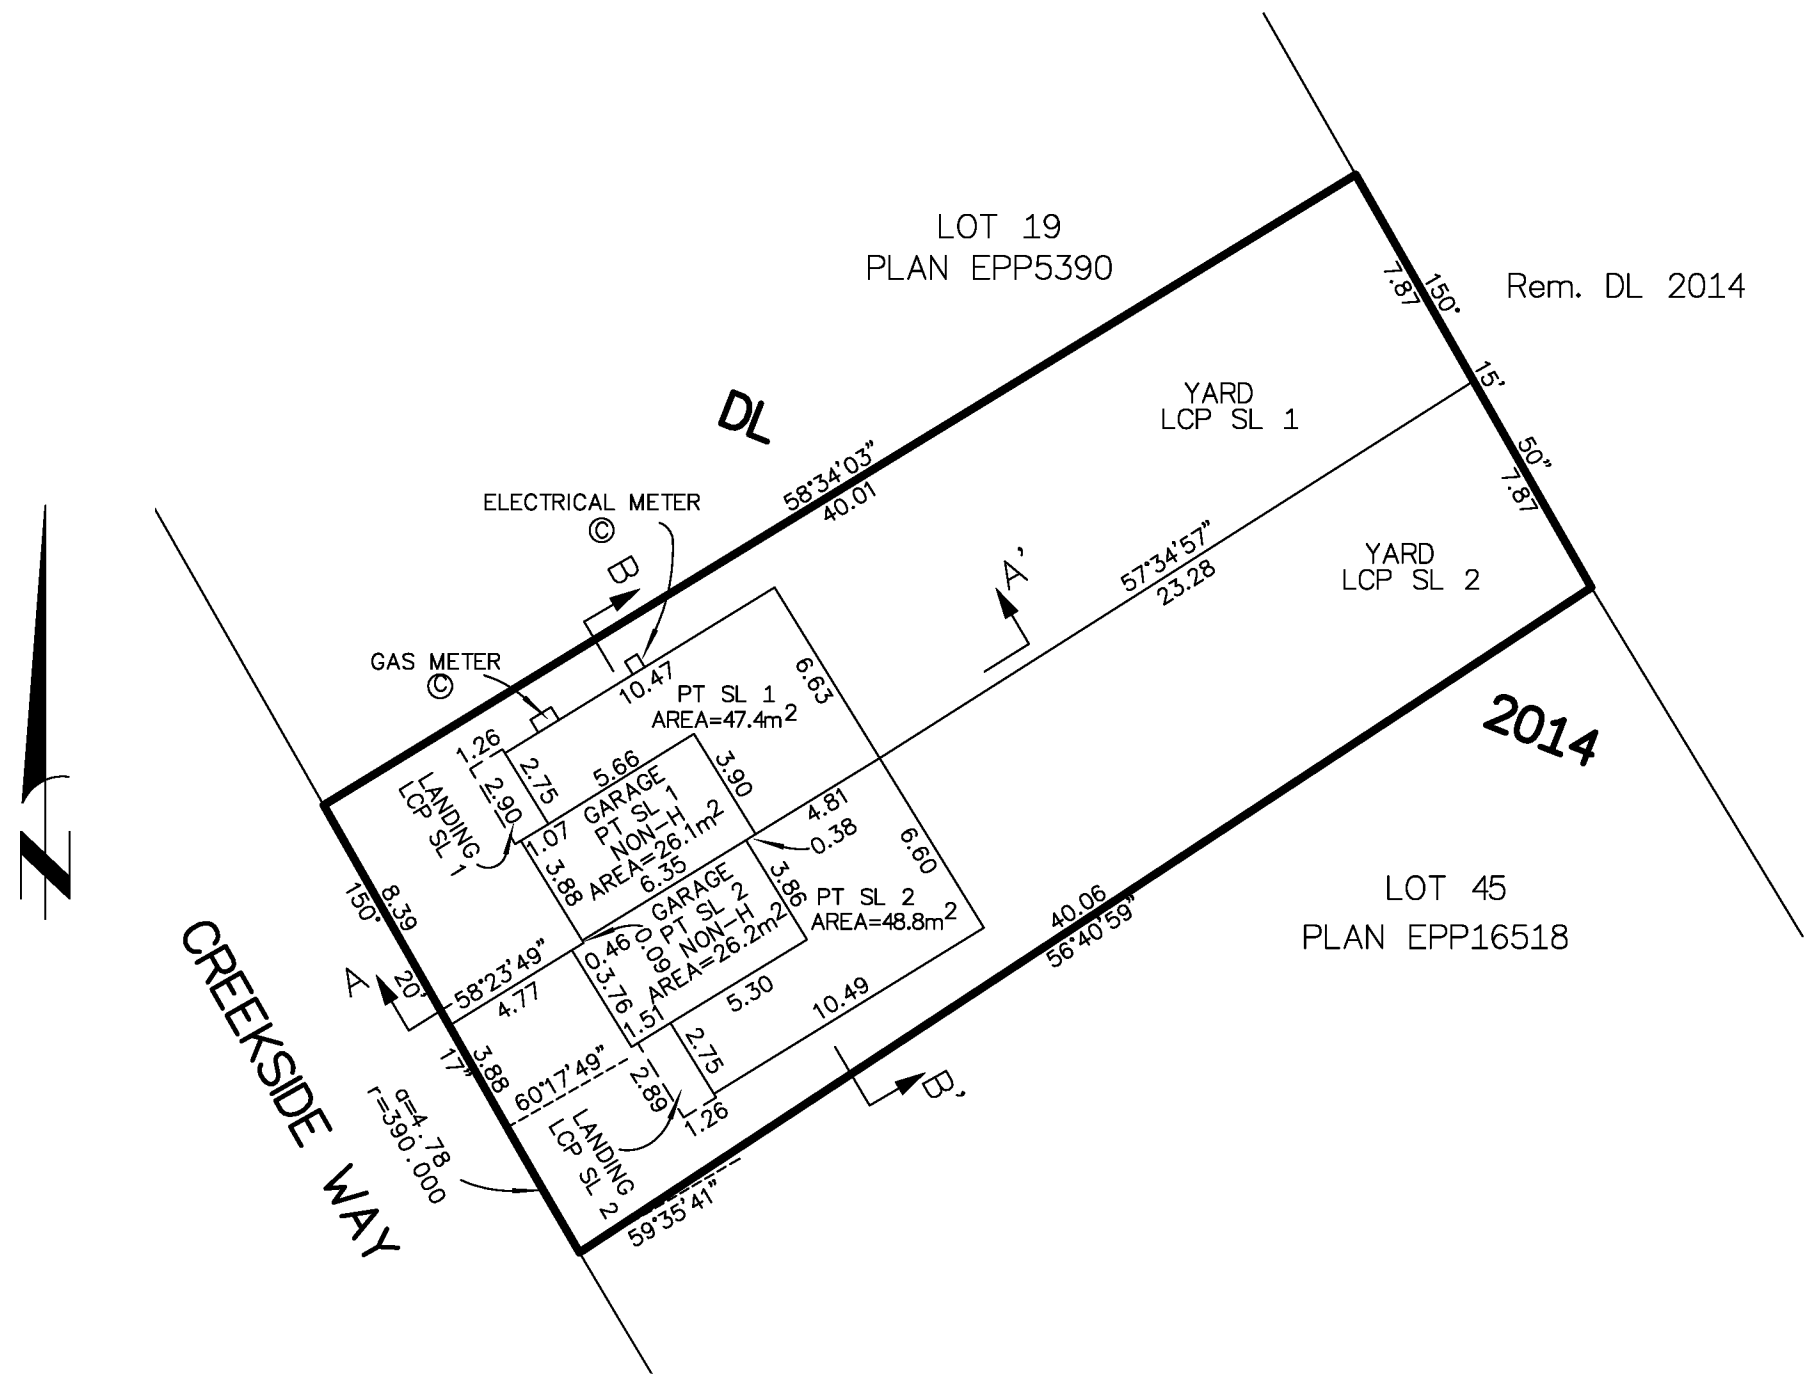 LOT 19
PLAN EPP5390
Rem. DL 2014
7.87
150°
15'
50"
7.87
YARD
LCP SL 1
DL
58°34'03"
40.01
ELECTRICAL METER
©
B
A'
57°34'57"
23.28
YARD
LCP SL 2
GAS METER
©
10.47
6.63
PT SL 1
AREA=47.4m2
1.26
2.75
2.90
5.66
3.90
LANDING
LCP SL 1
GARAGE
PT SL 1
NON-H
AREA=26.1m2
1.07
3.88
6.35
4.81
0.38
6.60
2014
N
8.39
150°
20'
17"
3.88
A
58°23'49"
4.77
0.46
0.09
3.76
GARAGE
PT SL 2
NON-H
AREA=26.2m2
3.86
PT SL 2
AREA=48.8m2
40.06
56°40'59"
LOT 45
PLAN EPP16518
1.51
5.30
10.49
2.75
60°17'49"
2.89
1.26
B'
CREEKSIDE WAY
a=4.78
r=390.000
LANDING
LCP SL 2
59°35'41"